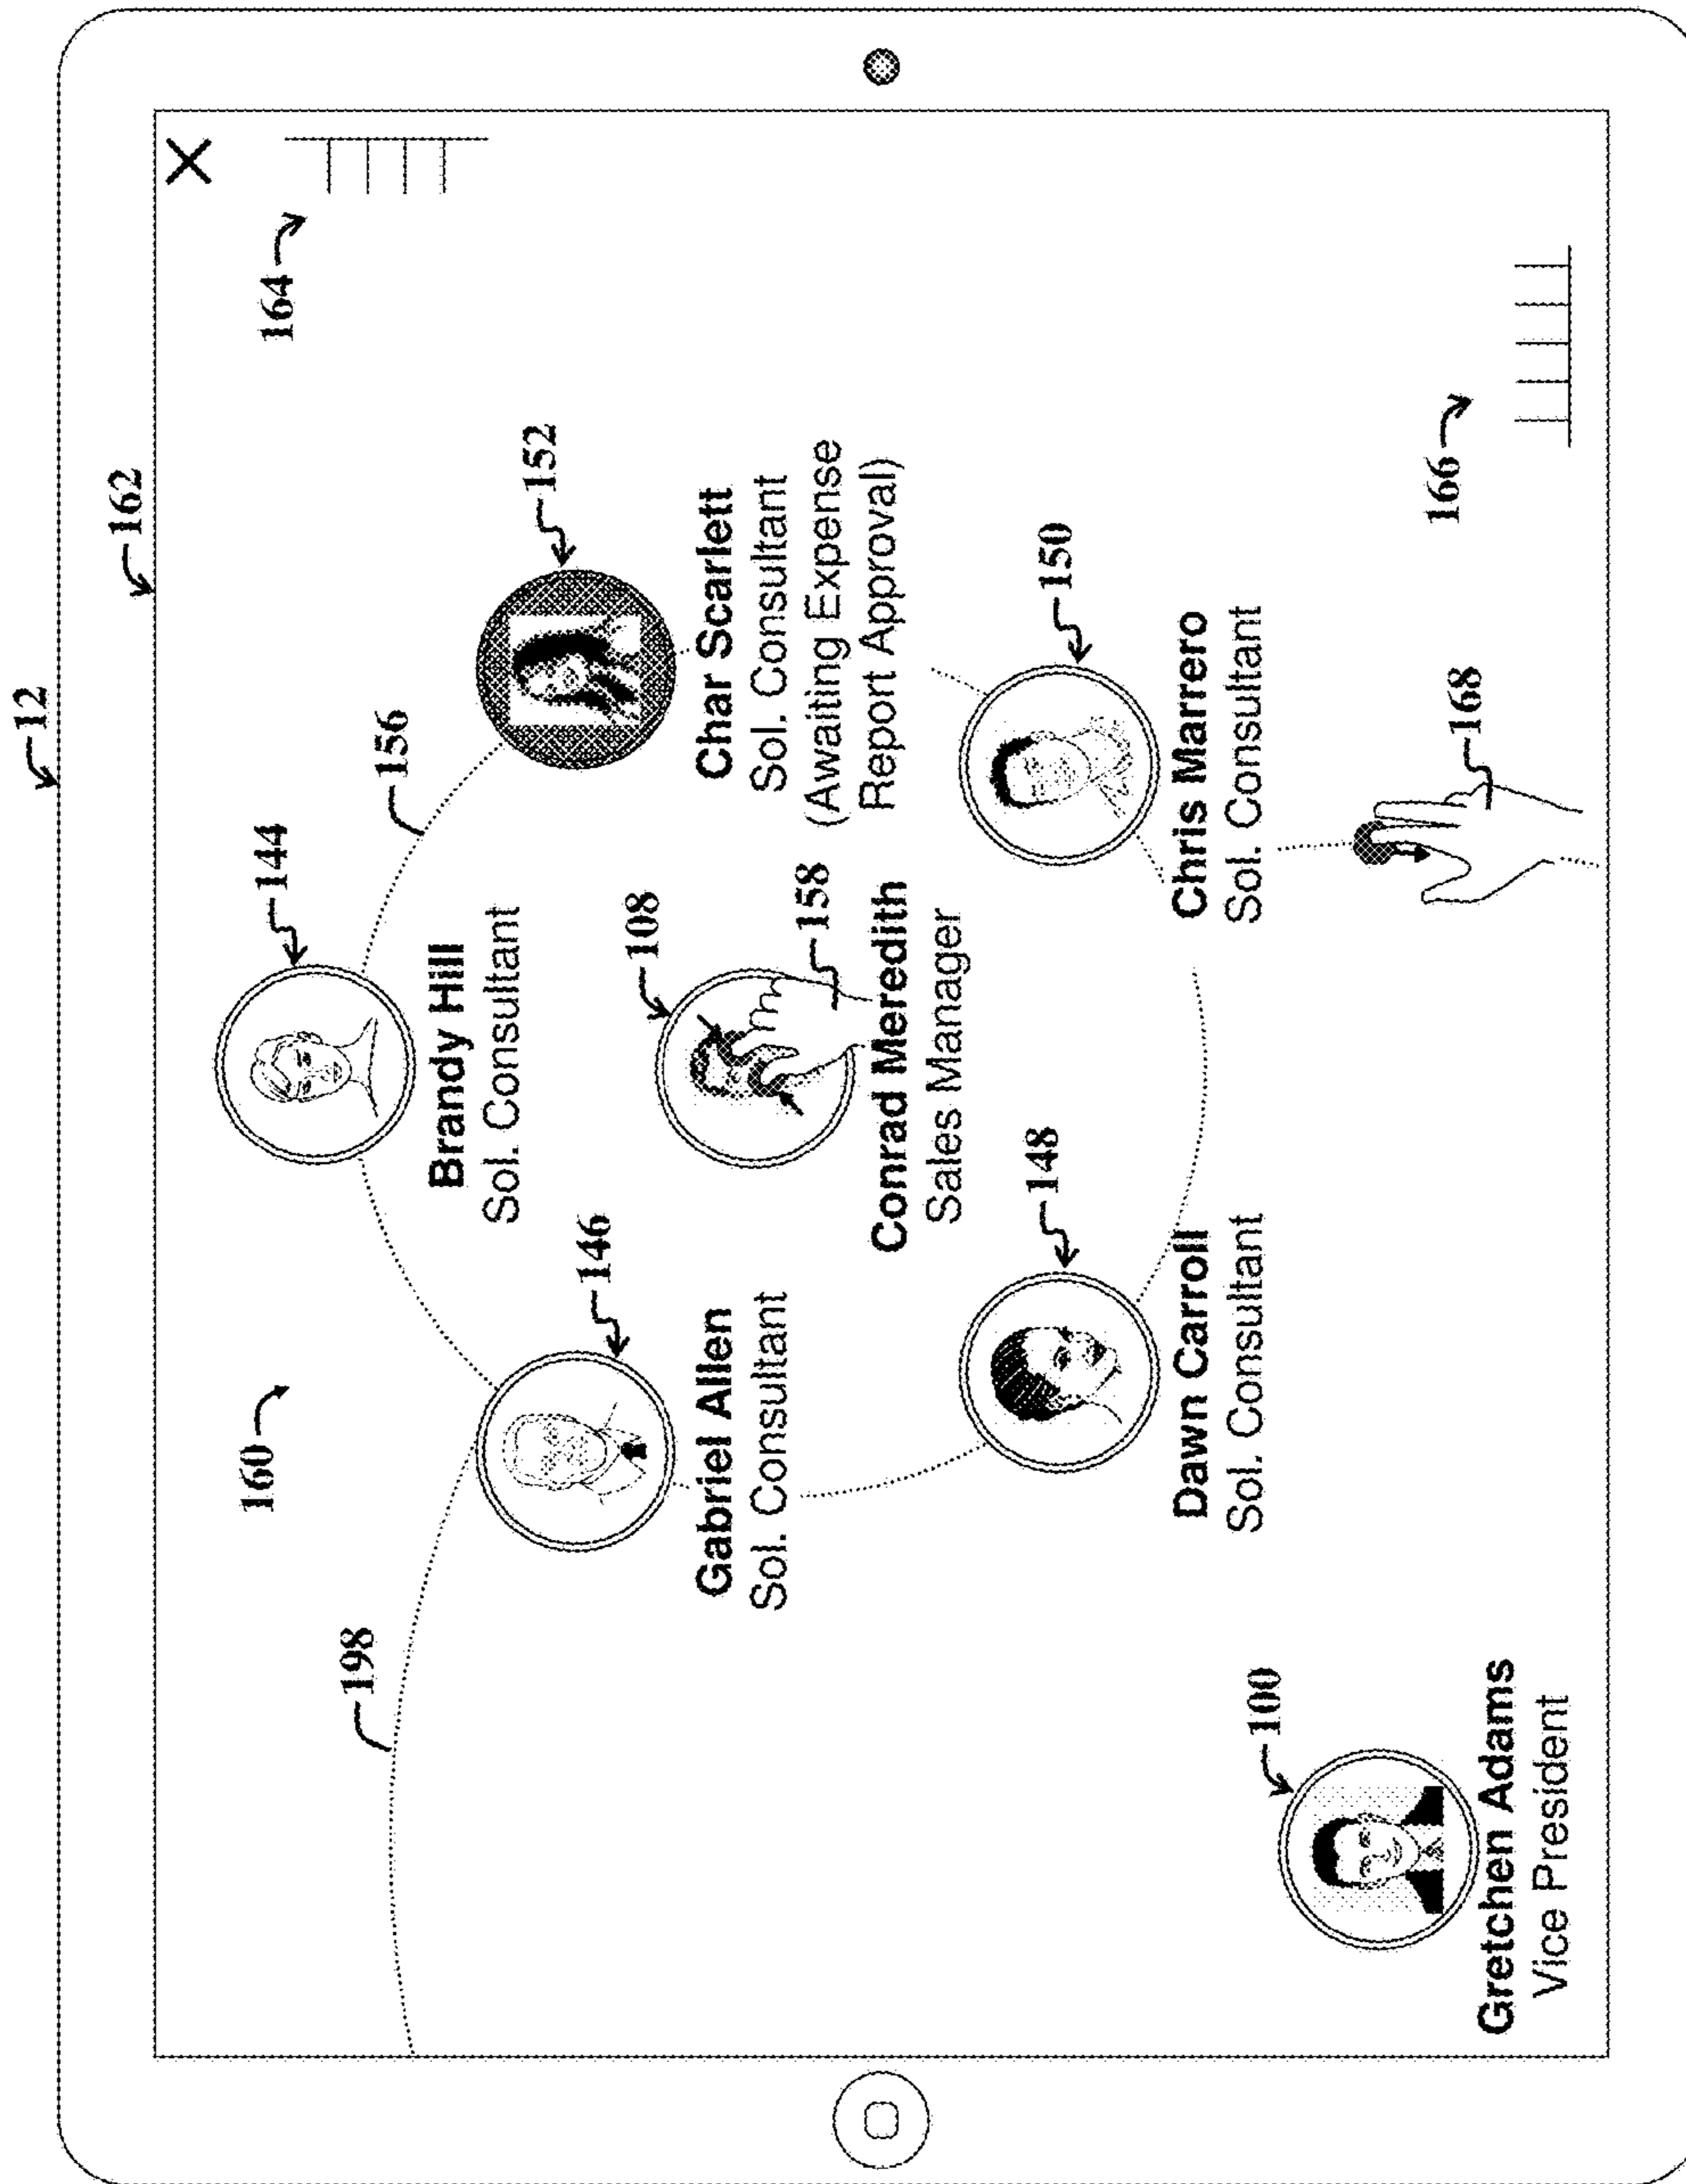 12
162
164
144
Brandy Hill
Sol. Consultant
156
160
198
146
Gabriel Allen
Sol. Consultant
108
158
Conrad Meredith
Sales Manager
152
Char Scarlett
Sol. Consultant
(Awaiting Expense
Report Approval)
148
Dawn Carroll
Sol. Consultant
150
Chris Marrero
Sol. Consultant
100
Gretchen Adams
Vice President
168
166